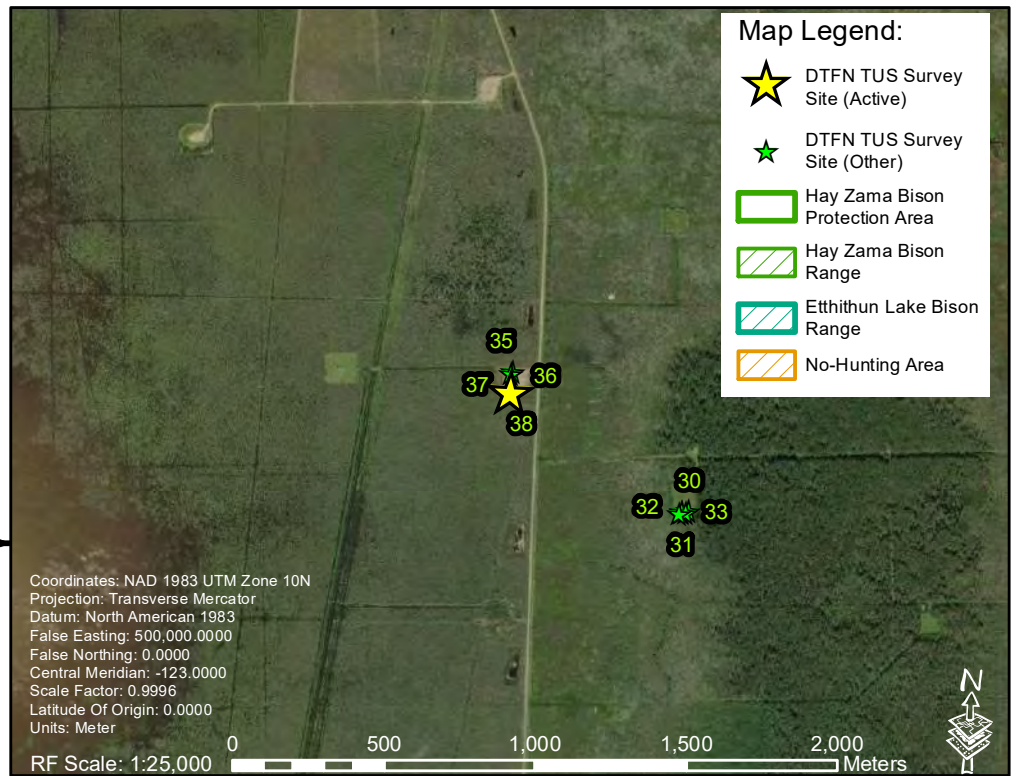 Map Legend:
DTFN TUS Survey
Site (Active)
DTFN TUS Survey
Site (Other)
Hay Zama Bison
Protection Area
Hay Zama Bison
Range
Etthithun Lake Bison
Range
No-Hunting Area
35
37
36
38
30
32
33
31
Coordinates: NAD 1983 UTM Zone 10N
Projection: Transverse Mercator
Datum: North American 1983
False Easting: 500,000.0000
False Northing: 0.0000
Central Meridian: -123.0000
Scale Factor: 0.9996
Latitude Of Origin: 0.0000
Units: Meter
N
0 500 1,000 1,500 2,000
RF Scale: 1:25,000 Meters